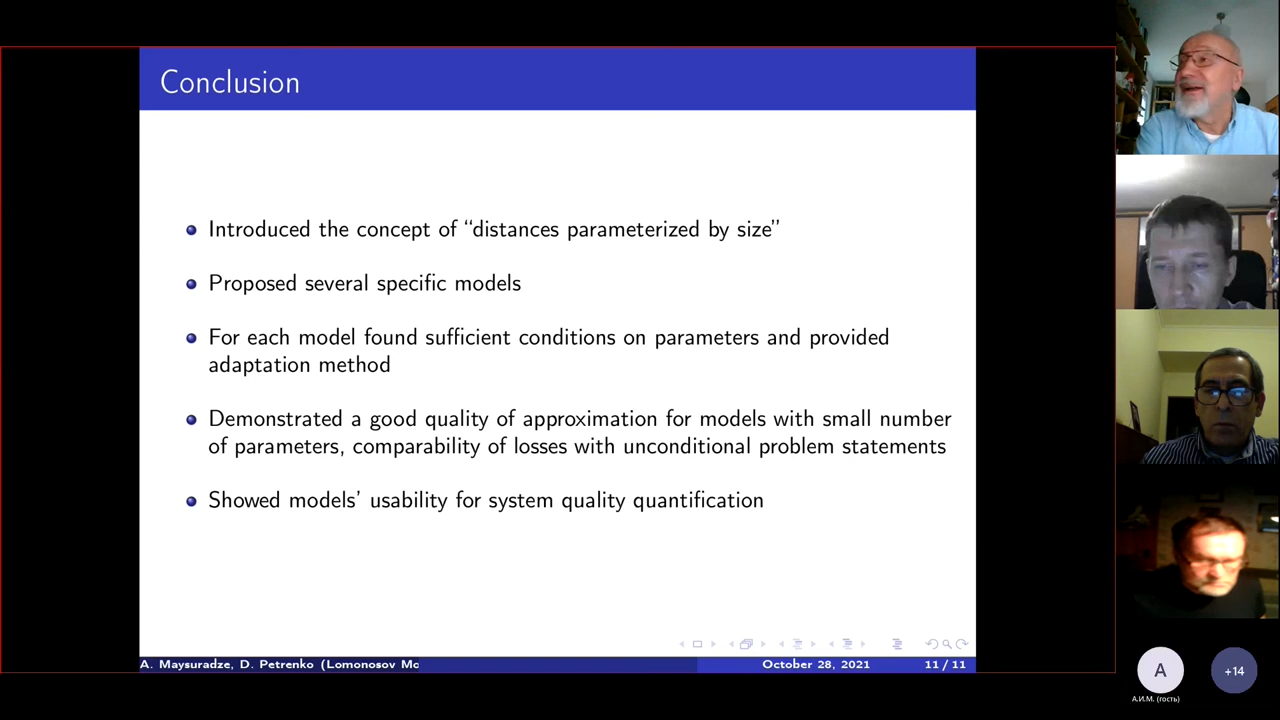 Conclusion
Introduced the concept of “distances parameterized by size”
Proposed several specific models
For each model found sufficient conditions on parameters and provided
adaptation method
Demonstrated a good quality of approximation for models with small number
of parameters, comparability of losses with unconditional problem statements
Showed models’ usability for system quality quantification
A. Maysuradze, D. Petrenko (Lomonosov Mc
October 28, 2021
11 / 11
A
+14
А.И.М. (гость)